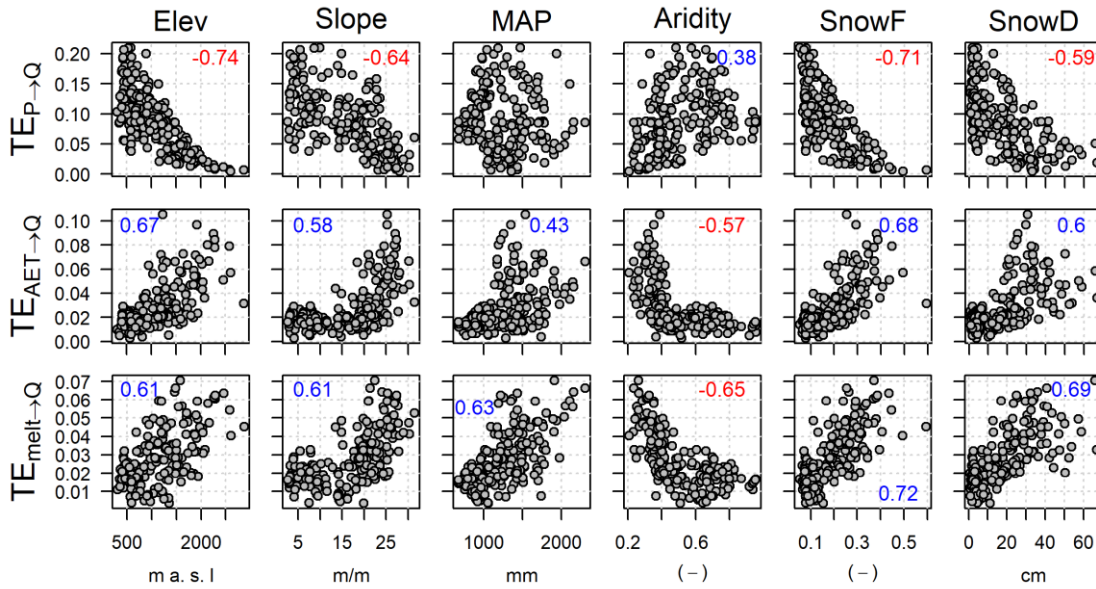 Elev Slope MAP Aridity SnowF SnowD
TE_P→Q
0.20
0.15
0.10
0.05
0.00
-0.74 -0.64 0.38 -0.71 -0.59
TE_AET→Q
0.10
0.08
0.06
0.04
0.02
0.00
0.67 0.58 0.43 -0.57 0.68 0.6
TE_melt→Q
0.07
0.06
0.05
0.04
0.03
0.02
0.01
0.61 0.61 0.63 -0.65 0.72 0.69
500 2000 5 15 25 1000 2000 0.2 0.6 0.1 0.3 0.5 0 20 40 60
m a. s. l m/m mm (−) (−) cm